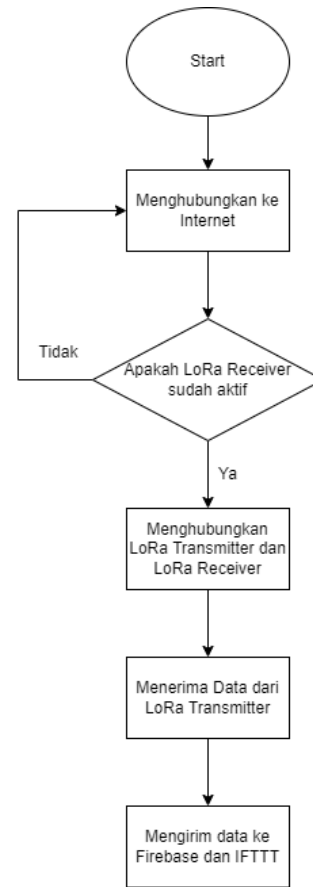 Start
Menghubungkan ke
Internet
Tidak
Apakah LoRa Receiver
sudah aktif
Ya
Menghubungkan
LoRa Transmitter dan
LoRa Receiver
Menerima Data dari
LoRa Transmitter
Mengirim data ke
Firebase dan IFTTT